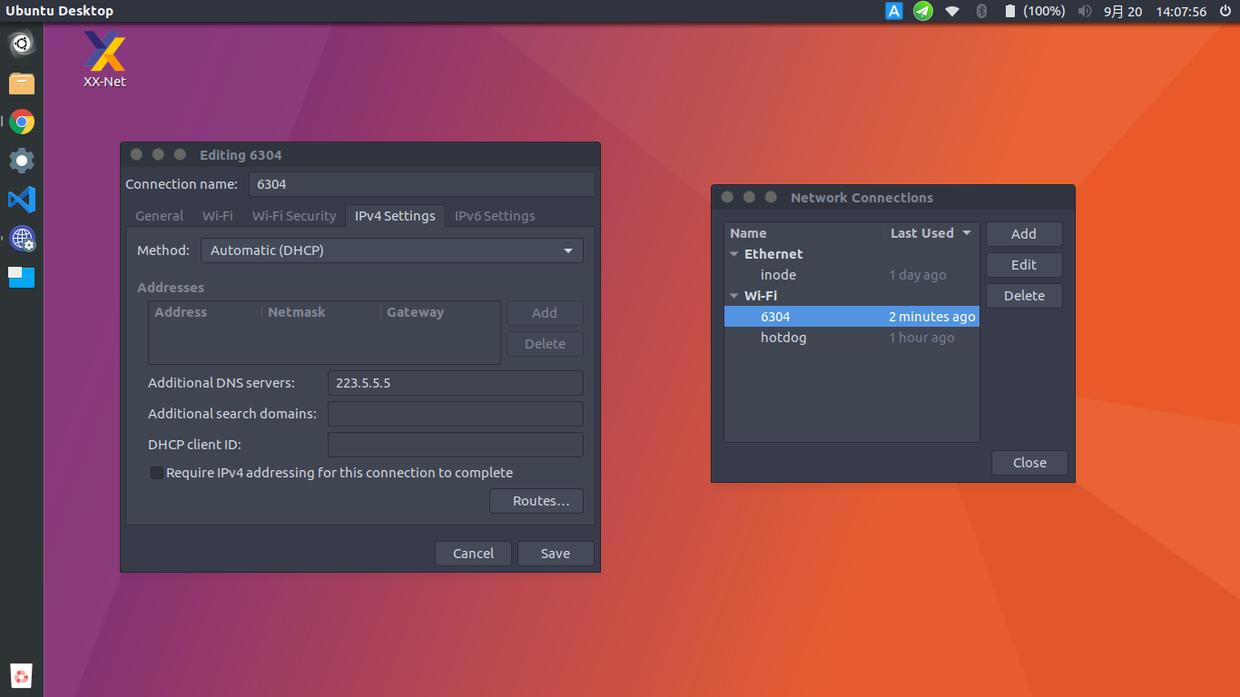 Ubuntu Desktop
A
(100%)
9月 20
14:07:56
XX-Net
Editing 6304
Connection name:
6304
General
Wi-Fi
Wi-Fi Security
IPv4 Settings
IPv6 Settings
Method:
Automatic (DHCP)
Addresses
Address
Netmask
Gateway
Add
Delete
Additional DNS servers:
223.5.5.5
Additional search domains:
DHCP client ID:
Require IPv4 addressing for this connection to complete
Routes...
Cancel
Save
Network Connections
Name
Last Used
Ethernet
inode
1 day ago
Wi-Fi
6304
2 minutes ago
hotdog
1 hour ago
Add
Edit
Delete
Close